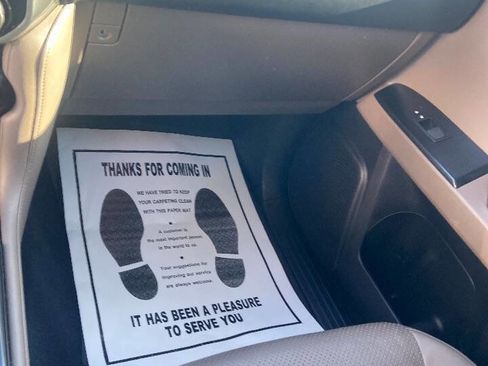 THANKS FOR COMING IN
WE HAVE TRIED TO KEEP
YOUR CARPETING CLEAN
WITH THIS PAPER MAT
A customer is
the most important person
in the world to us.
Your suggestions for
improving our service
are always welcome.
IT HAS BEEN A PLEASURE
TO SERVE YOU